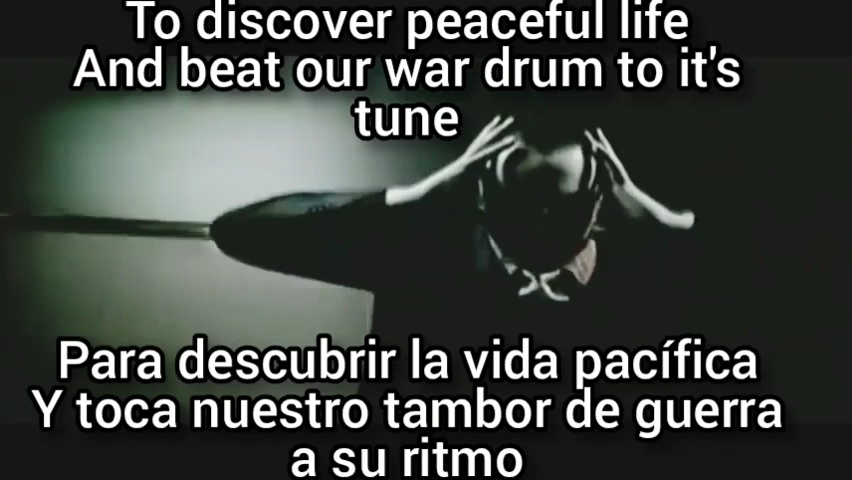 To discover peaceful life
And beat our war drum to it's
tune
Para descubrir la vida pacífica
Y toca nuestro tambor de guerra
a su ritmo